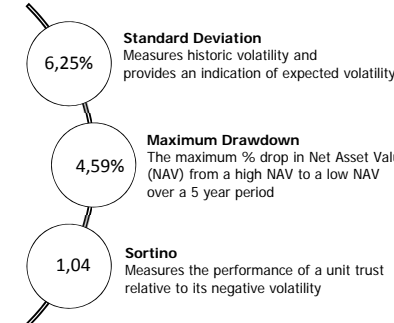 6,25%
Standard Deviation
Measures historic volatility and
provides an indication of expected volatility
4,59%
Maximum Drawdown
The maximum % drop in Net Asset Valu
(NAV) from a high NAV to a low NAV
over a 5 year period
1,04
Sortino
Measures the performance of a unit trust
relative to its negative volatility